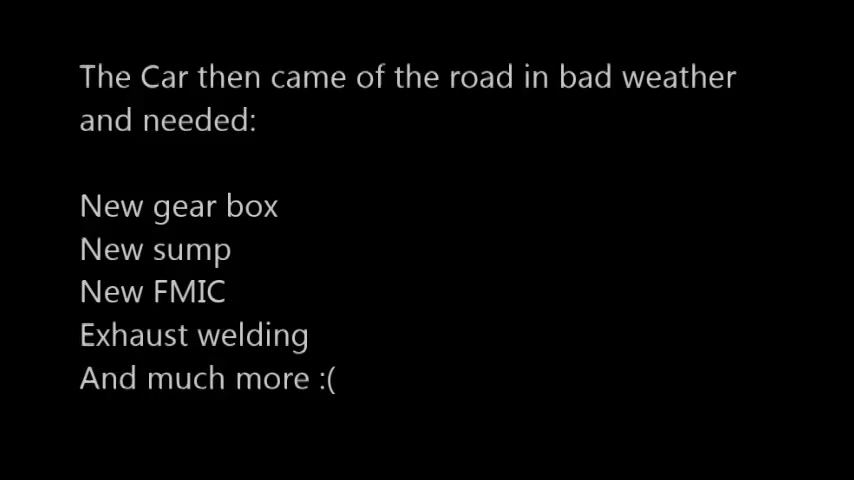 The Car then came of the road in bad weather
and needed:
New gear box
New sump
New FMIC
Exhaust welding
And much more :(